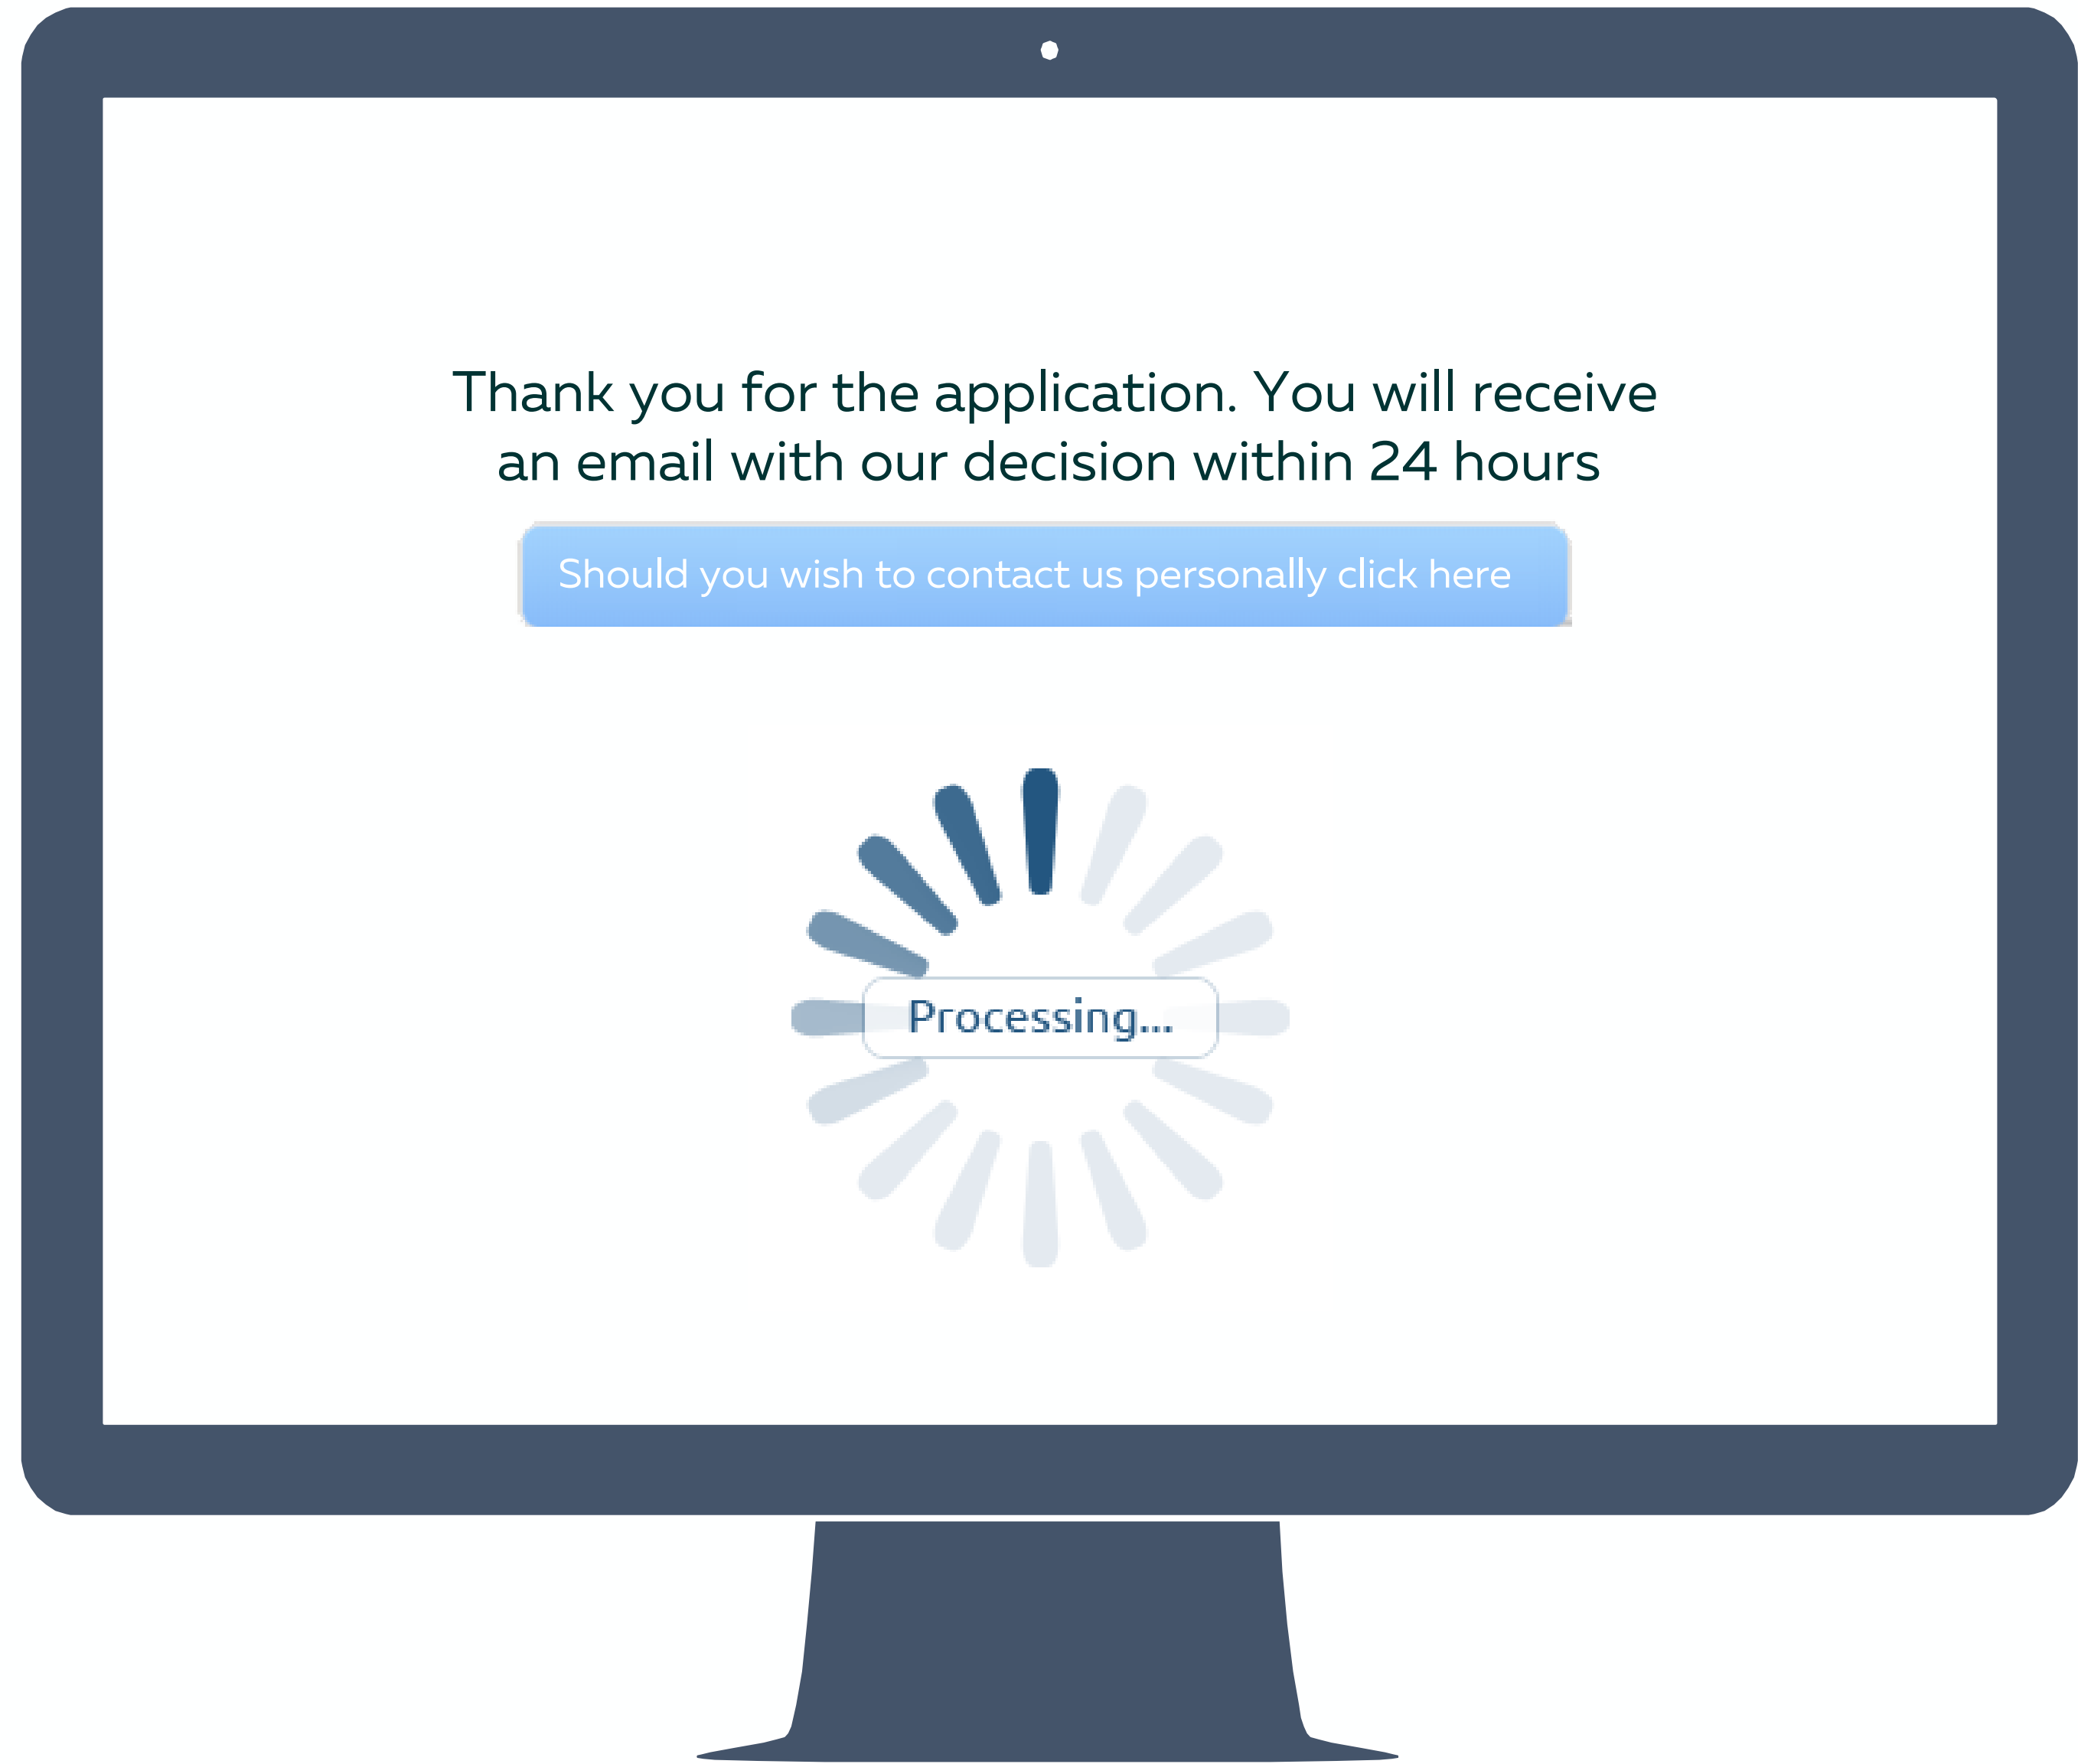 Thank you for the application. You will receive
an email with our decision within 24 hours
Should you wish to contact us personally click here
Processing...